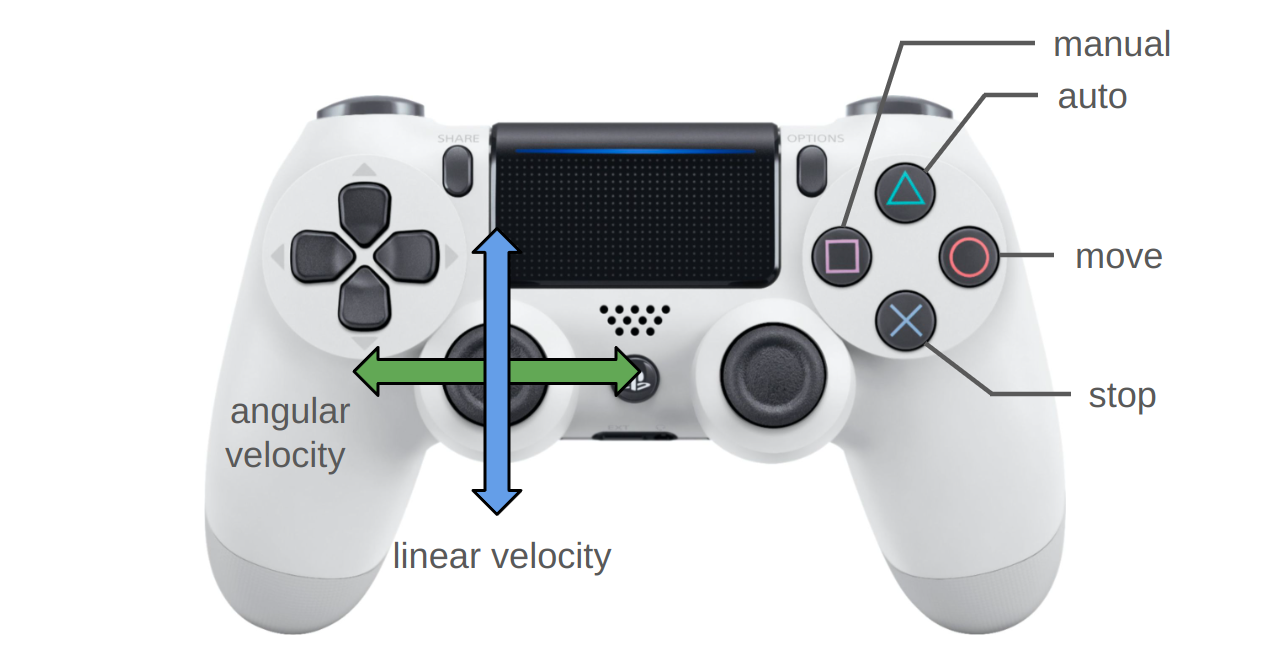 manual
auto
SHARE
OPTIONS
move
stop
angular
velocity
linear velocity